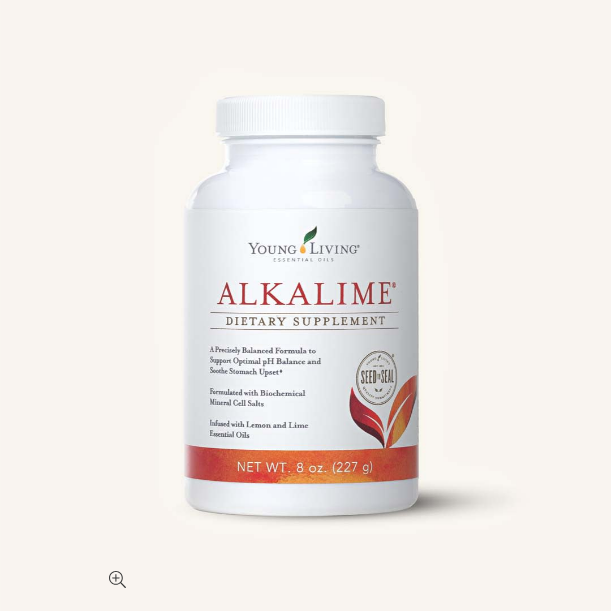 YOUNG LIVING®
ESSENTIAL OILS
ALKALIME®
DIETARY SUPPLEMENT
A Precisely Balanced Formula to
Support Optimal pH Balance and
Soothe Stomach Upset*
Formulated with Biochemical
Mineral Cell Salts
Infused with Lemon and Lime
Essential Oils
YOUNG LIVING
SEED TO SEAL
NET WT. 8 oz. (227 g)